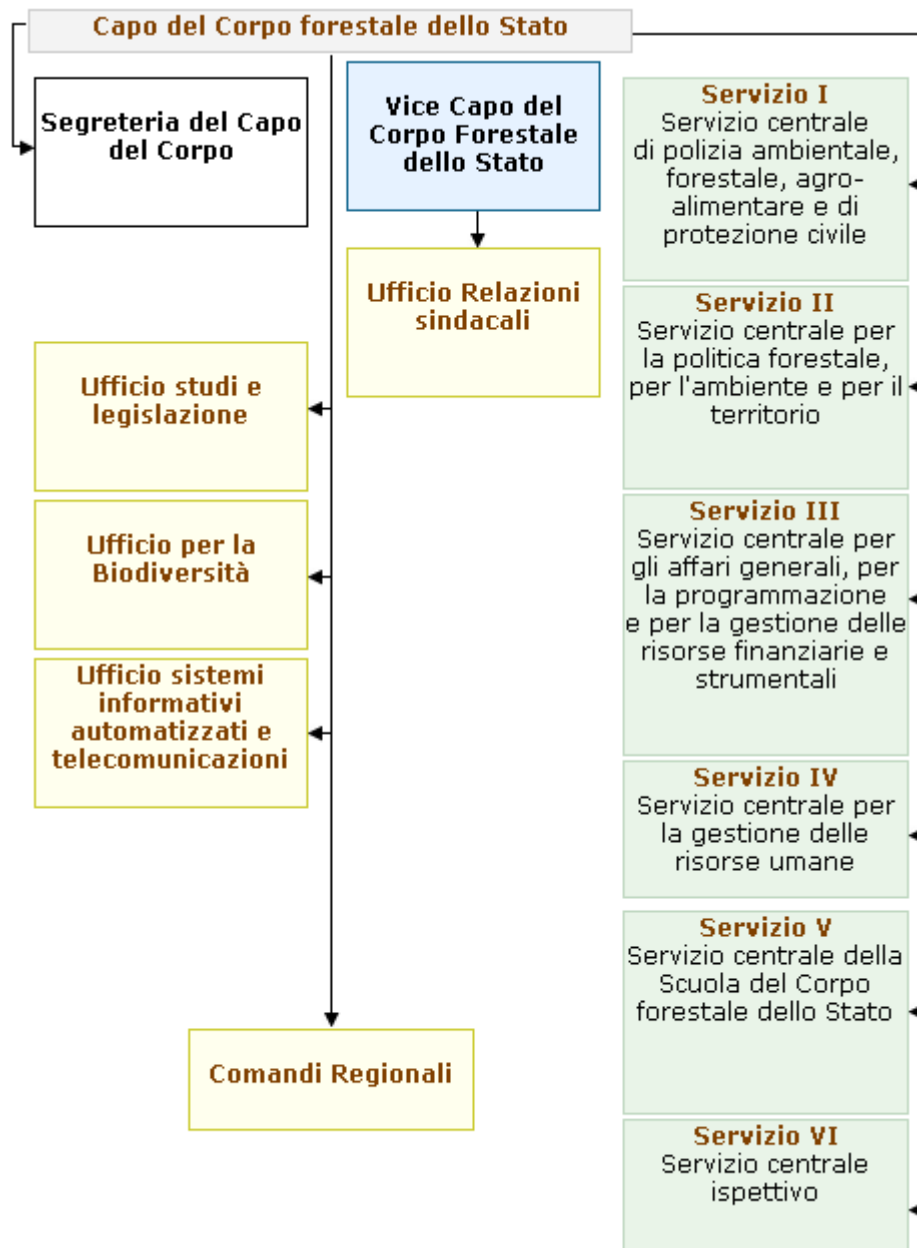 Capo del Corpo forestale dello Stato
Segreteria del Capo
del Corpo
Vice Capo del
Corpo Forestale
dello Stato
Ufficio Relazioni
sindacali
Ufficio studi e
legislazione
Ufficio per la
Biodiversità
Ufficio sistemi
informativi
automatizzati e
telecomunicazioni
Comandi Regionali
Servizio I
Servizio centrale
di polizia ambientale,
forestale, agro-
alimentare e di
protezione civile
Servizio II
Servizio centrale per
la politica forestale,
per l'ambiente e per il
territorio
Servizio III
Servizio centrale per
gli affari generali, per
la programmazione
e per la gestione delle
risorse finanziarie e
strumentali
Servizio IV
Servizio centrale per
la gestione delle
risorse umane
Servizio V
Servizio centrale della
Scuola del Corpo
forestale dello Stato
Servizio VI
Servizio centrale
ispettivo